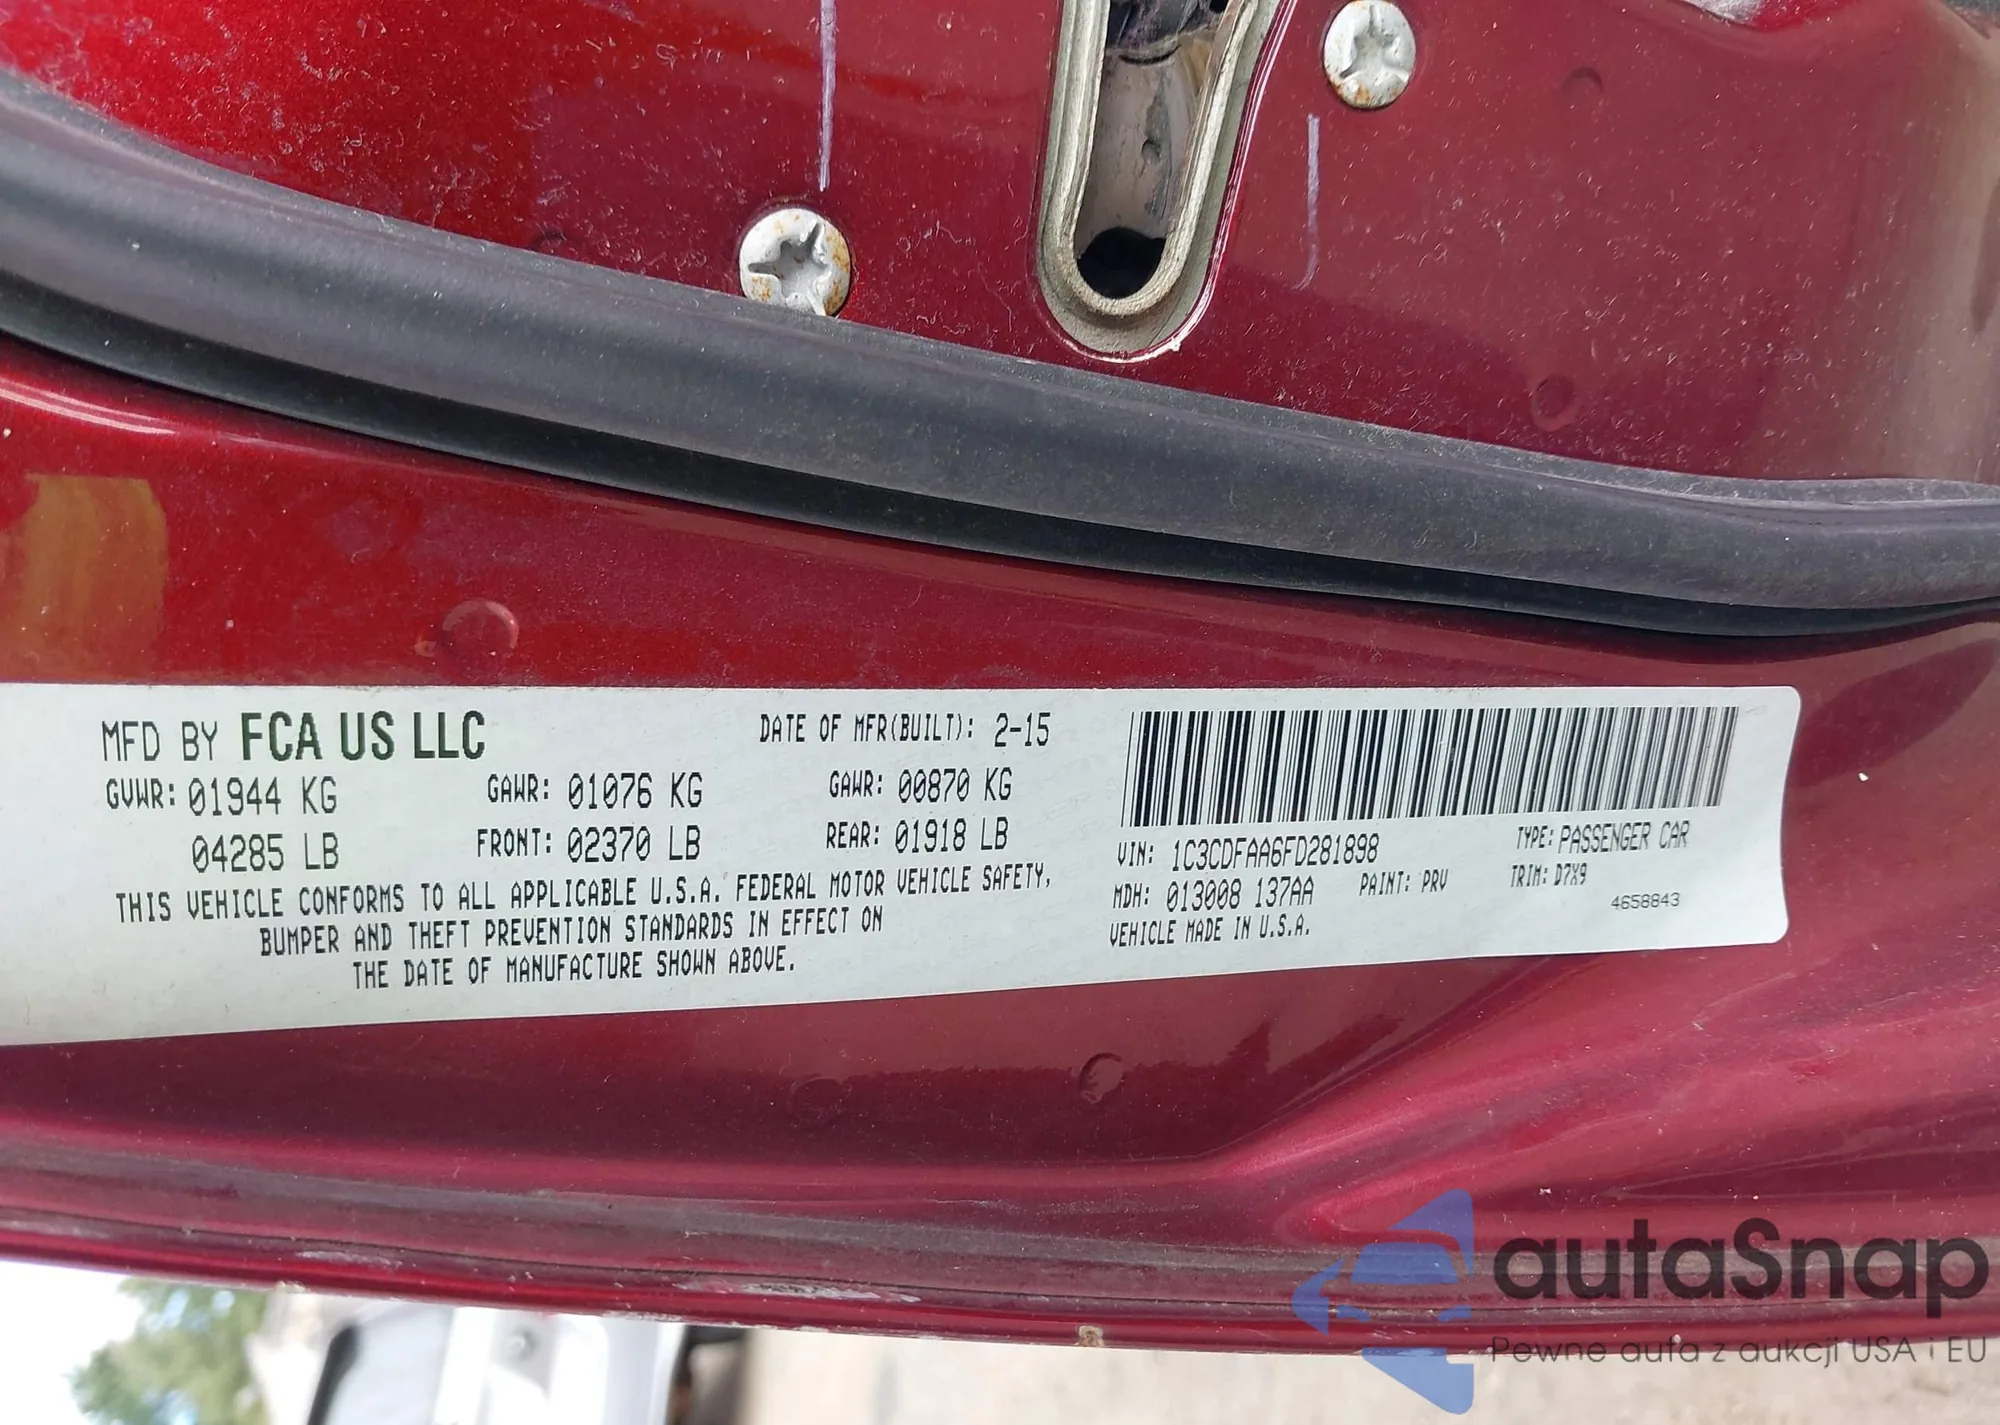 MFD BY FCA US LLC DATE OF MFR(BUILT): 2-15
GVWR: 01944 KG GAWR: 01076 KG GAWR: 00870 KG
04285 LB FRONT: 02370 LB REAR: 01918 LB
THIS VEHICLE CONFORMS TO ALL APPLICABLE U.S.A. FEDERAL MOTOR VEHICLE SAFETY,
BUMPER AND THEFT PREVENTION STANDARDS IN EFFECT ON
THE DATE OF MANUFACTURE SHOWN ABOVE.
VIN: 1C3CDFAA6FD281898 TYPE: PASSENGER CAR
MDH: 013008 137AA PAINT: PRV TRIM: D7X9
VEHICLE MADE IN U.S.A. 4658843
autaSnap
Pewne auta z aukcji USA i EU